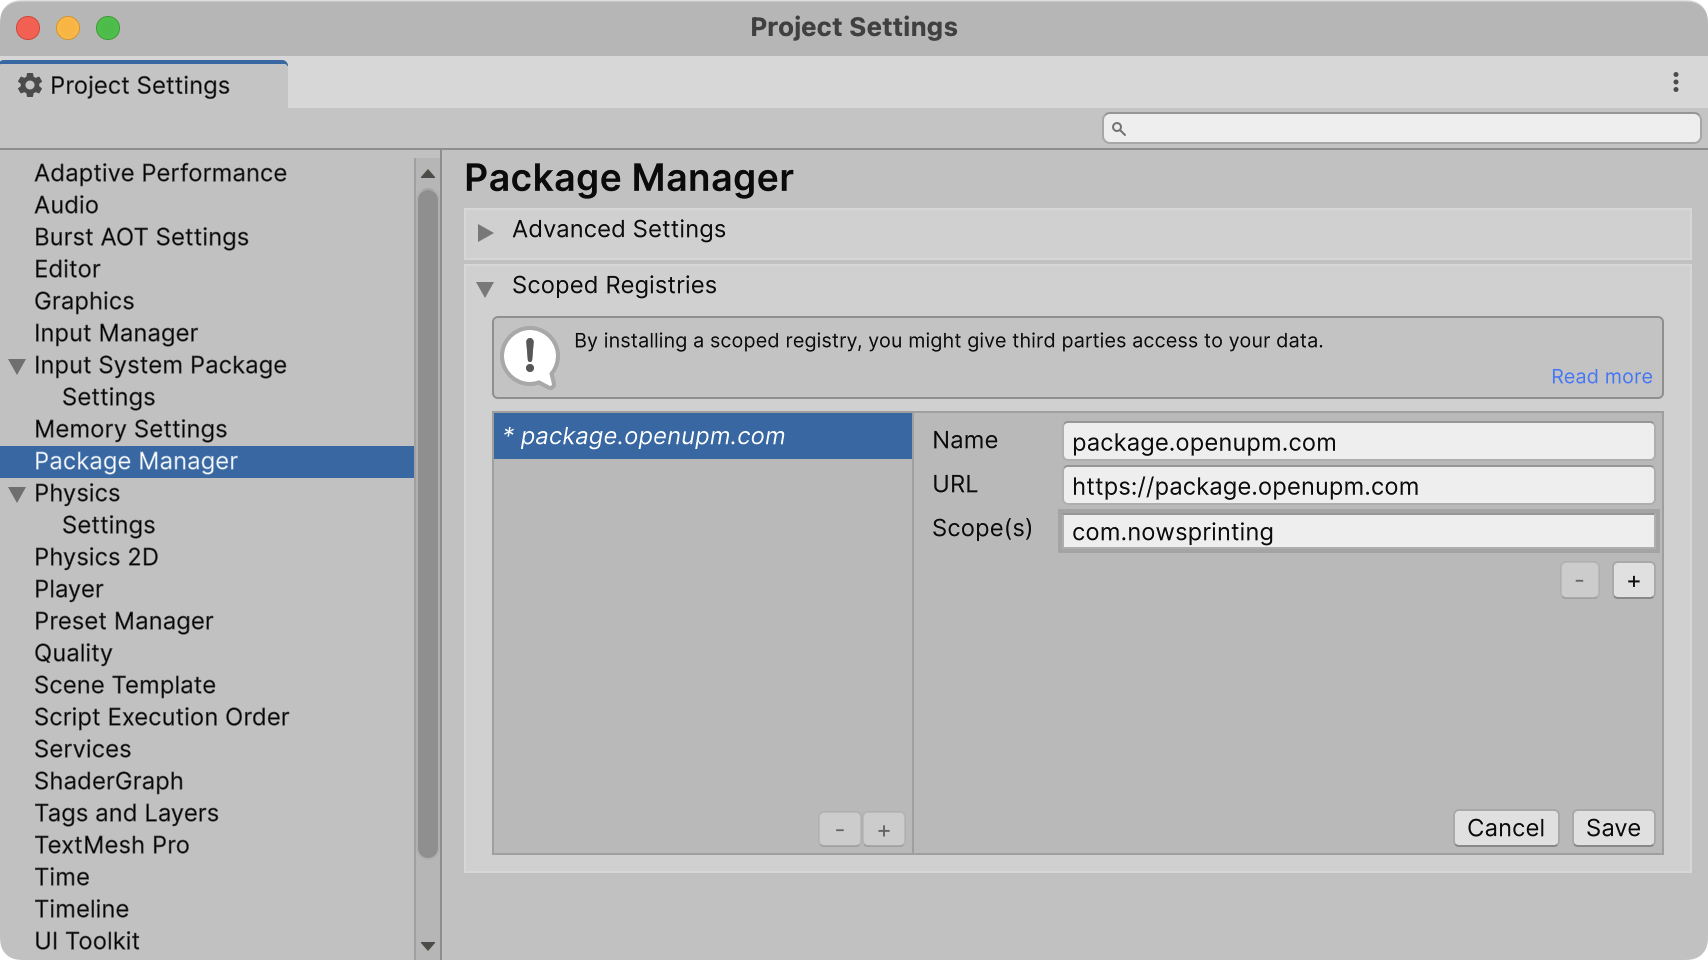 Project Settings
Project Settings
Adaptive Performance
Audio
Burst AOT Settings
Editor
Graphics
Input Manager
Input System Package
Settings
Memory Settings
Package Manager
Physics
Settings
Physics 2D
Player
Preset Manager
Quality
Scene Template
Script Execution Order
Services
ShaderGraph
Tags and Layers
TextMesh Pro
Time
Timeline
UI Toolkit
Package Manager
Advanced Settings
Scoped Registries
By installing a scoped registry, you might give third parties access to your data.
Read more
* package.openupm.com
- +
Name package.openupm.com
URL https://package.openupm.com
Scope(s) com.nowsprinting
- +
Cancel Save